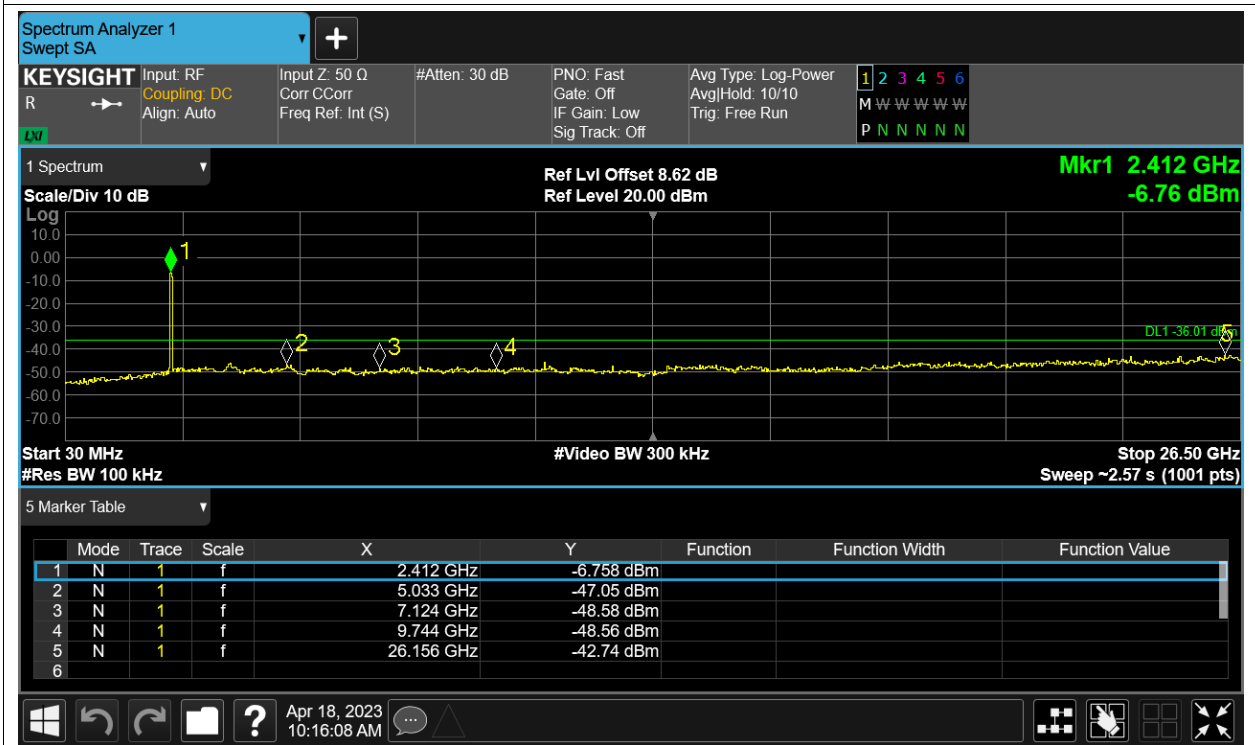 Spectrum Analyzer 1
Swept SA
KEYSIGHT
R
LXI
Input: RF
Coupling: DC
Align: Auto
Input Z: 50 Ω
Corr CCorr
Freq Ref: Int (S)
#Atten: 30 dB
PNO: Fast
Gate: Off
IF Gain: Low
Sig Track: Off
Avg Type: Log-Power
Avg|Hold: 10/10
Trig: Free Run
1 2 3 4 5 6
M W W W W W
P N N N N N
1 Spectrum
Scale/Div 10 dB
Ref Lvl Offset 8.62 dB
Ref Level 20.00 dBm
Mkr1 2.412 GHz
-6.76 dBm
Log
10.0
0.00
-10.0
-20.0
-30.0
-40.0
-50.0
-60.0
-70.0
1
2
3
4
5
DL1 -36.01 dBm
Start 30 MHz
#Video BW 300 kHz
Stop 26.50 GHz
#Res BW 100 kHz
Sweep ~2.57 s (1001 pts)
5 Marker Table
Mode Trace Scale X Y Function Function Width Function Value
1 N 1 f 2.412 GHz -6.758 dBm
2 N 1 f 5.033 GHz -47.05 dBm
3 N 1 f 7.124 GHz -48.58 dBm
4 N 1 f 9.744 GHz -48.56 dBm
5 N 1 f 26.156 GHz -42.74 dBm
6
?
Apr 18, 2023
10:16:08 AM